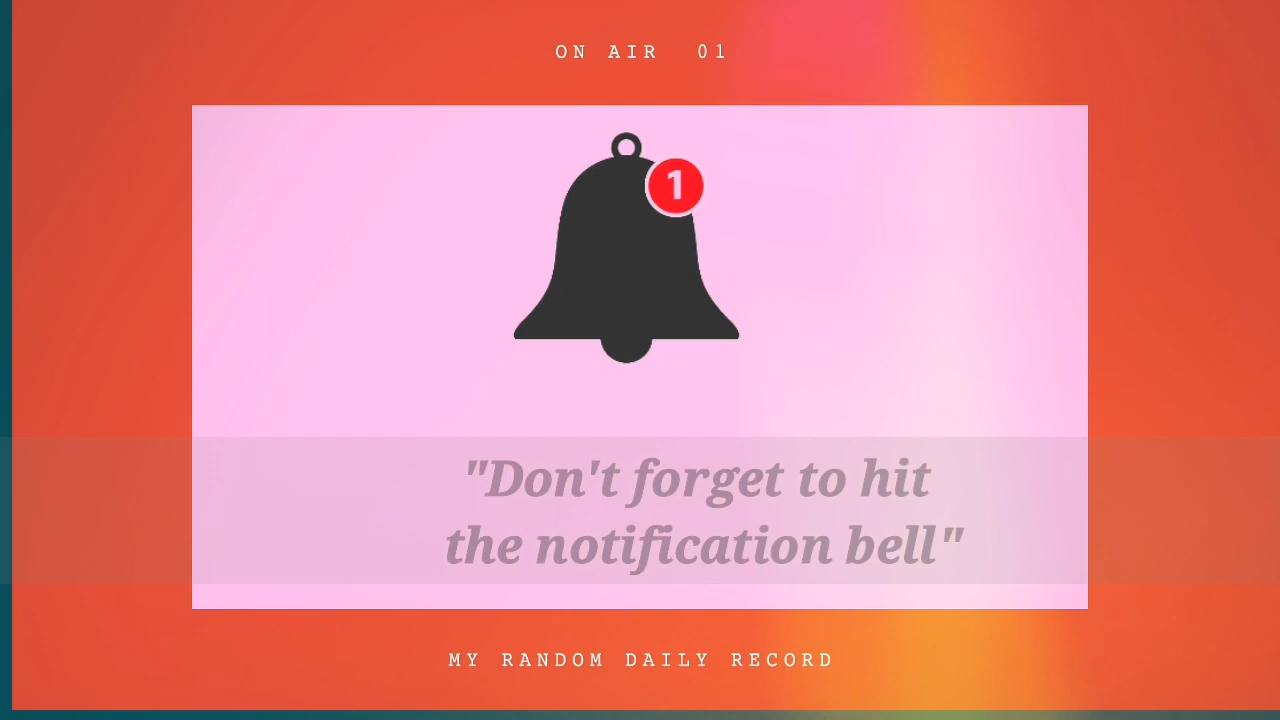 ON AIR 01
1
"Don't forget to hit
the notification bell"
MY RANDOM DAILY RECORD